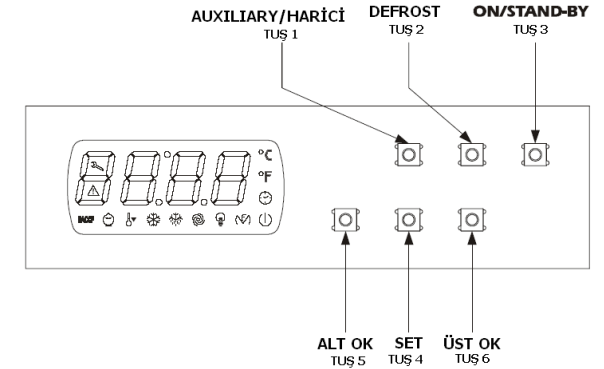 AUXILIARY/HARİCİ
TUŞ 1
DEFROST
TUŞ 2
ON/STAND-BY
TUŞ 3
°C
°F
HACCP
ALT OK
TUŞ 5
SET
TUŞ 4
ÜST OK
TUŞ 6